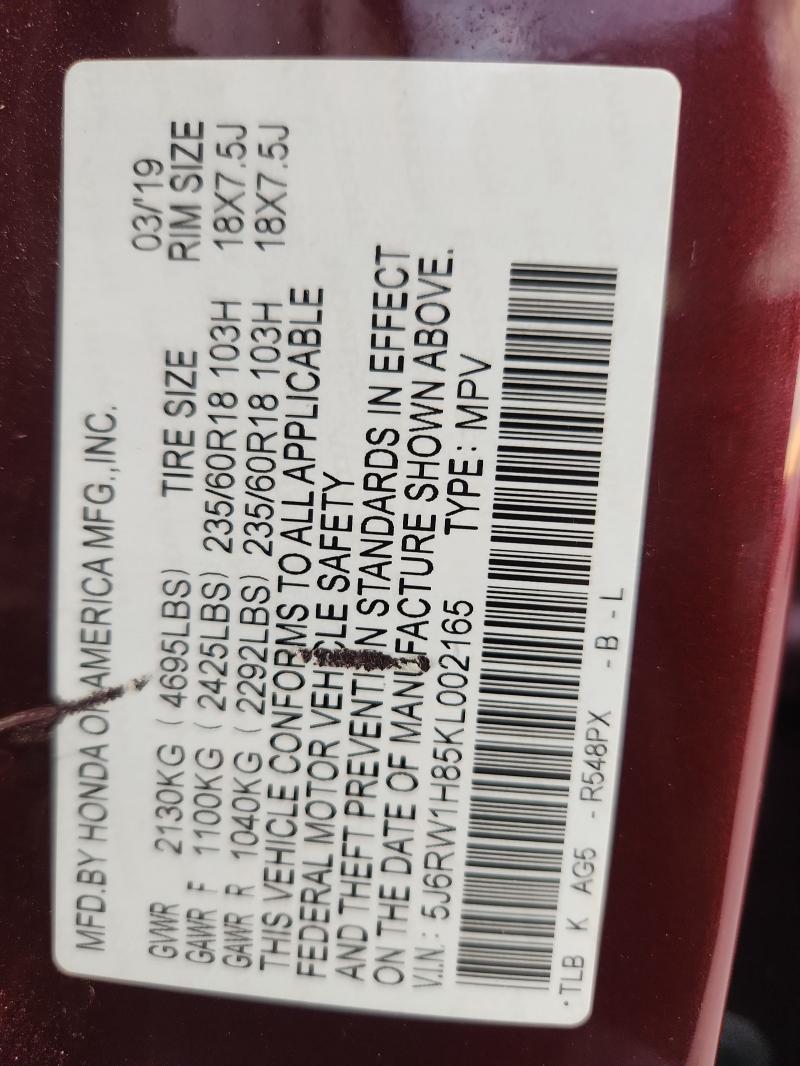 MFD.BY HONDA OF AMERICA MFG.,INC.
03/'19
GVWR 2130KG ( 4695LBS) TIRE SIZE RIM SIZE
GAWR F 1100KG ( 2425LBS) 235/60R18 103H 18X7.5J
GAWR R 1040KG ( 2292LBS) 235/60R18 103H 18X7.5J
THIS VEHICLE CONFORMS TO ALL APPLICABLE
FEDERAL MOTOR VEHICLE SAFETY
AND THEFT PREVENTION STANDARDS IN EFFECT
ON THE DATE OF MANUFACTURE SHOWN ABOVE.
V.I.N.: 5J6RW1H85KL002165 TYPE: MPV
*TLB K AG5 - R548PX - B - L